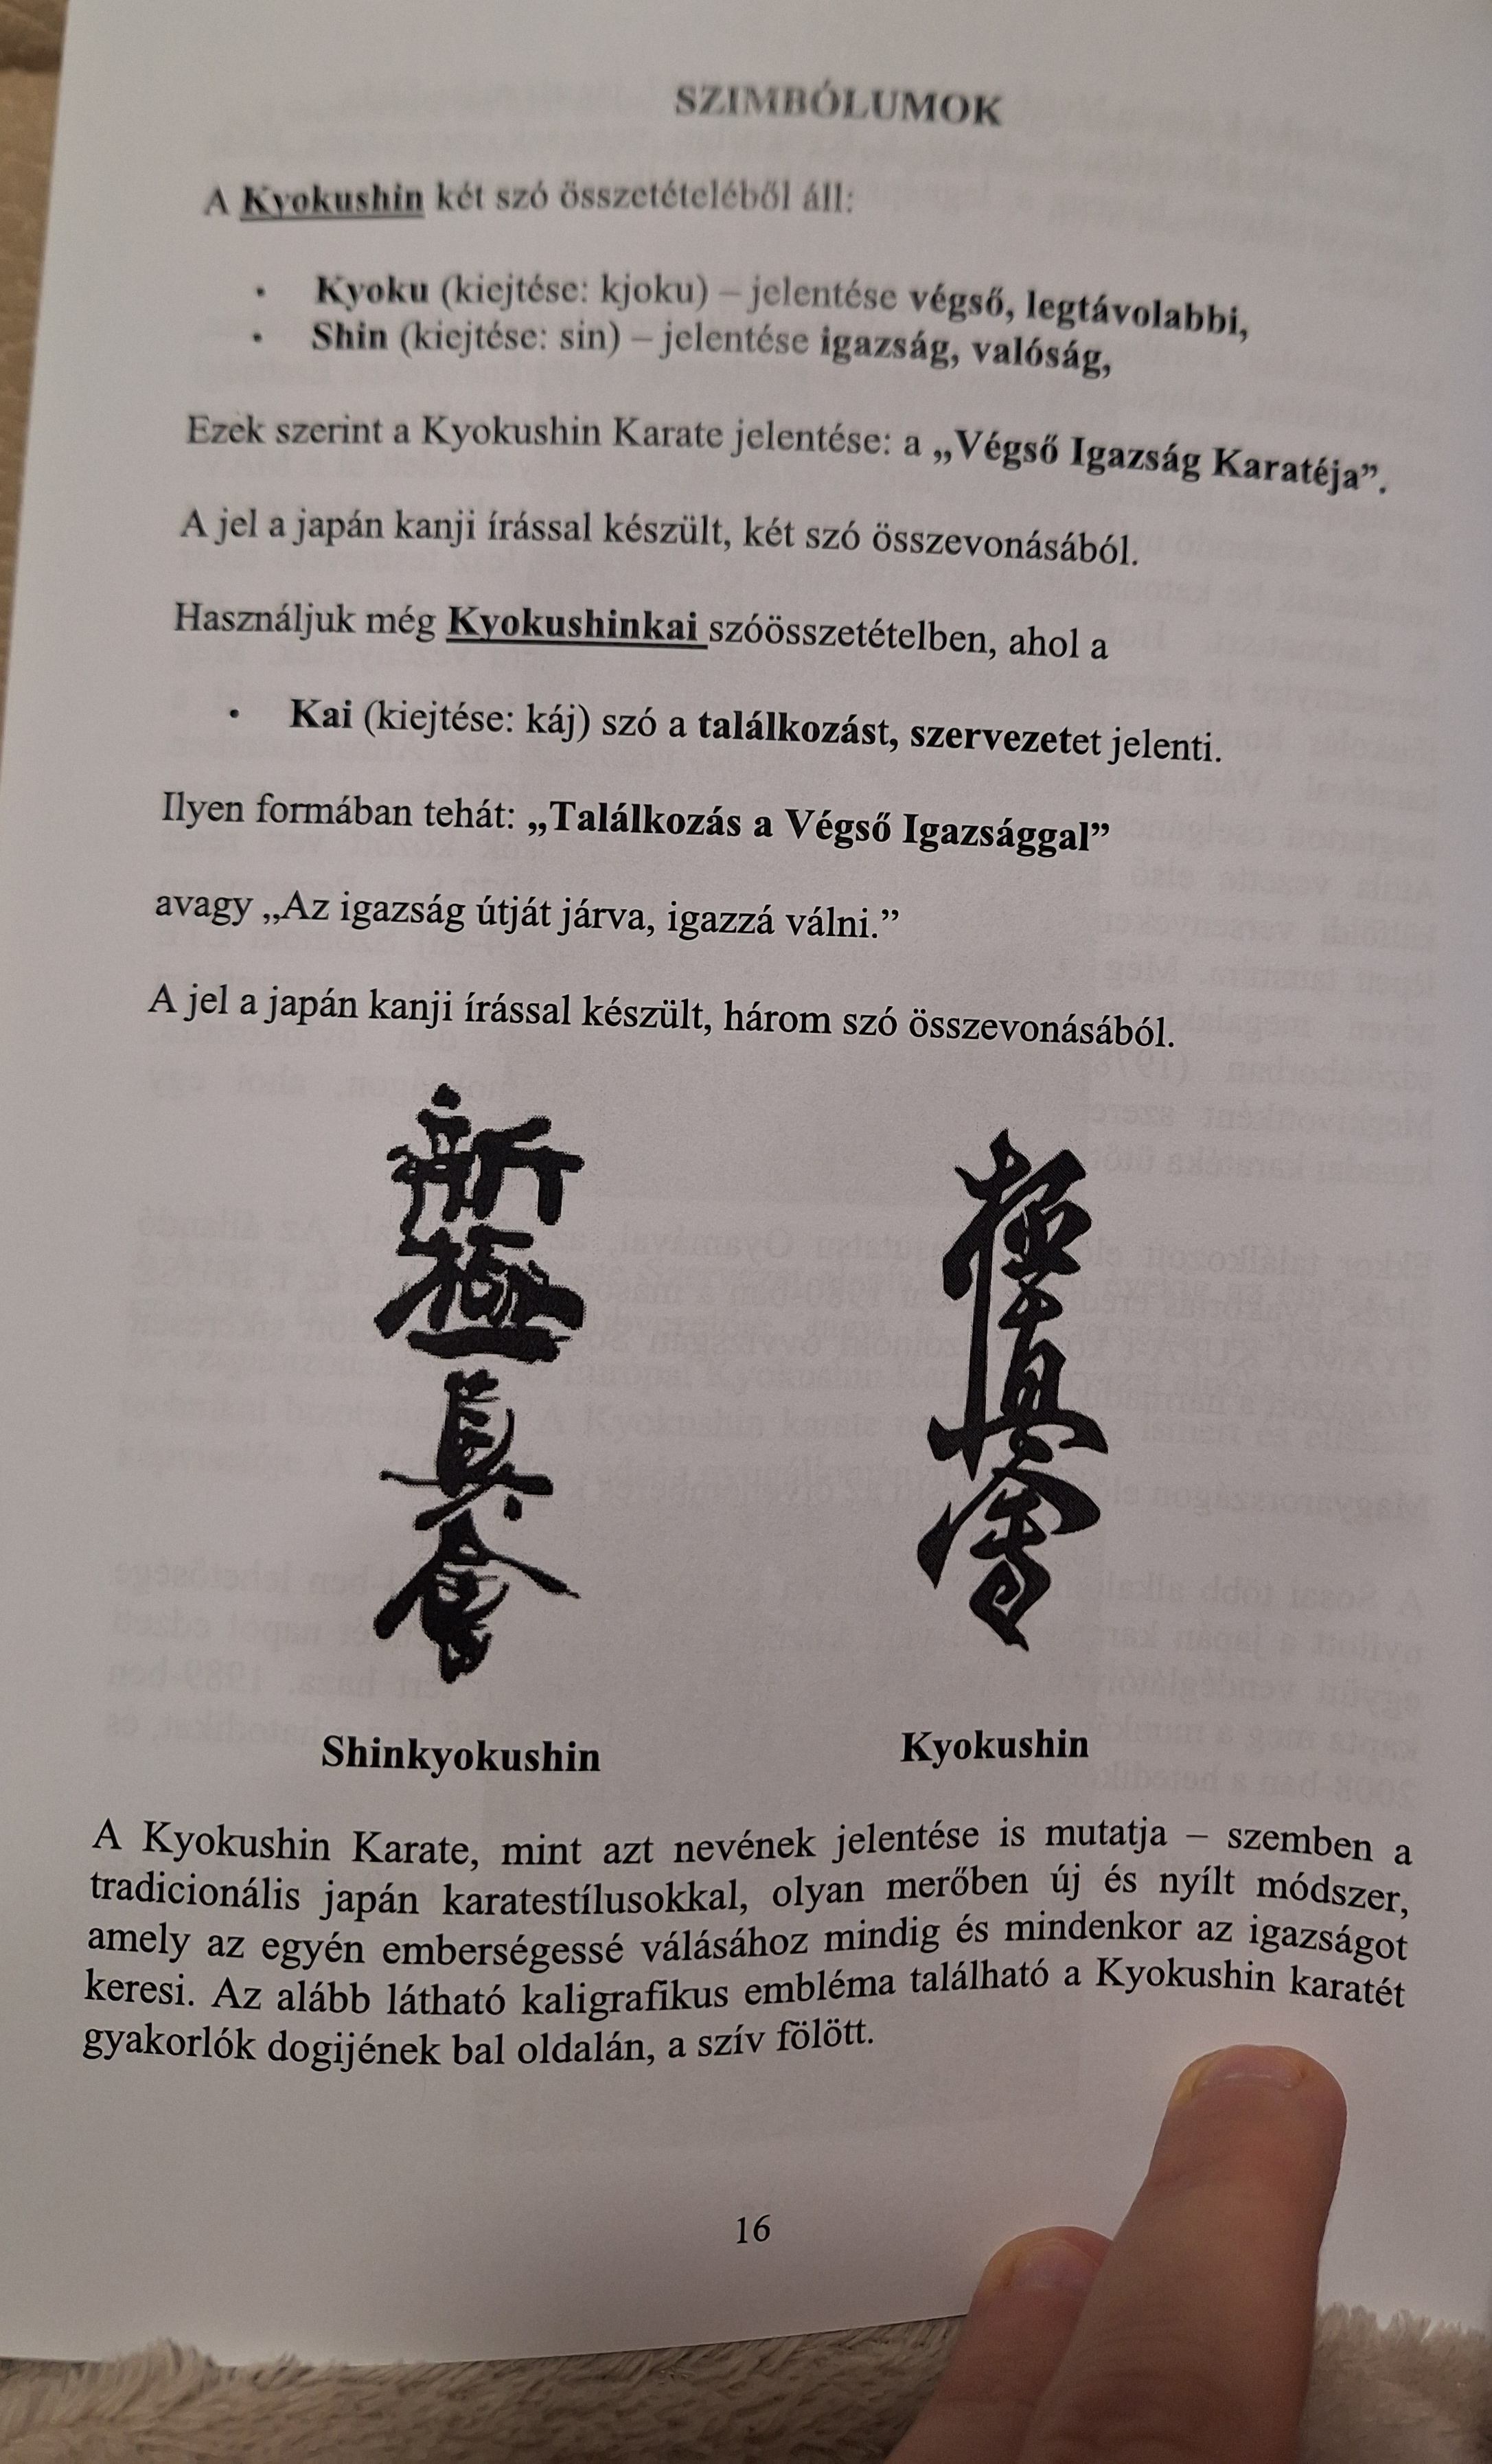 SZIMBÓLUMOK
A Kyokushin két szó összetételéből áll:
• Kyoku (kiejtése: kjoku) – jelentése végső, legtávolabbi,
• Shin (kiejtése: sin) – jelentése igazság, valóság,
Ezek szerint a Kyokushin Karate jelentése: a „Végső Igazság Karatéja”.
A jel a japán kanji írással készült, két szó összevonásából.
Használjuk még Kyokushinkai szóösszetételben, ahol a
• Kai (kiejtése: káj) szó a találkozást, szervezetet jelenti.
Ilyen formában tehát: „Találkozás a Végső Igazsággal”
avagy „Az igazság útját járva, igazzá válni.”
A jel a japán kanji írással készült, három szó összevonásából.
新極真會
極真會
Shinkyokushin
Kyokushin
A Kyokushin Karate, mint azt nevének jelentése is mutatja – szemben a
tradicionális japán karatestílusokkal, olyan merőben új és nyílt módszer,
amely az egyén emberségessé válásához mindig és mindenkor az igazságot
keresi. Az alább látható kaligrafikus embléma található a Kyokushin karatét
gyakorlók dogijének bal oldalán, a szív fölött.
16